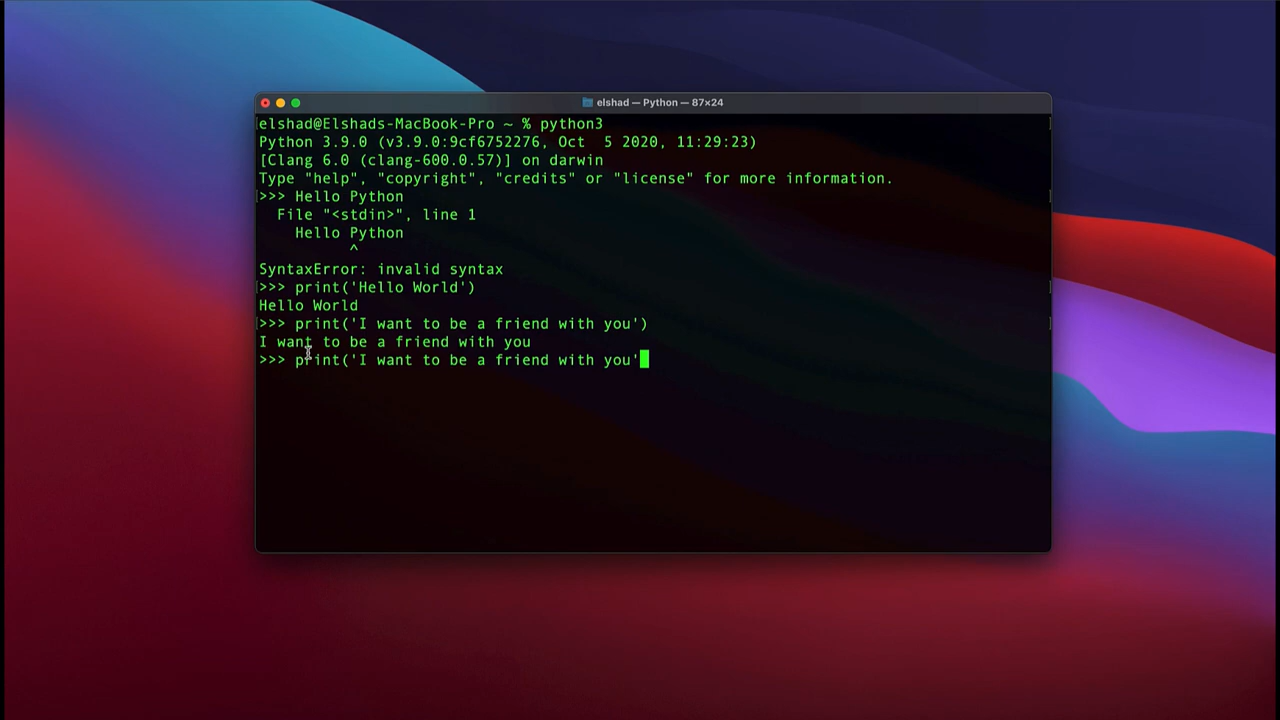 elshad — Python — 87×24
elshad@Elshads-MacBook-Pro ~ % python3
Python 3.9.0 (v3.9.0:9cf6752276, Oct  5 2020, 11:29:23)
[Clang 6.0 (clang-600.0.57)] on darwin
Type "help", "copyright", "credits" or "license" for more information.
>>> Hello Python
  File "<stdin>", line 1
    Hello Python
          ^
SyntaxError: invalid syntax
>>> print('Hello World')
Hello World
>>> print('I want to be a friend with you')
I want to be a friend with you
>>> print('I want to be a friend with you'